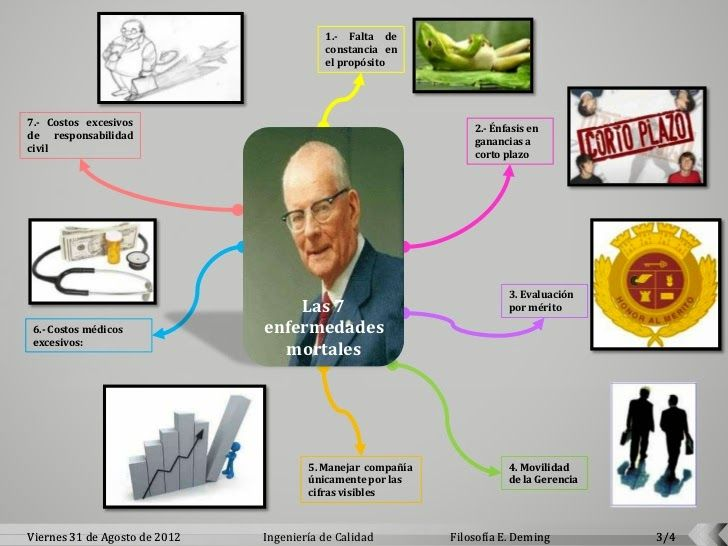 1.- Falta de
constancia en
el propósito
2.- Énfasis en
ganancias a
corto plazo
CORTO PLAZO
3. Evaluación
por mérito
HONOR AL MERITO
4. Movilidad
de la Gerencia
5. Manejar compañía
únicamente por las
cifras visibles
6.- Costos médicos
excesivos:
7.- Costos excesivos
de responsabilidad
civil
Las 7
enfermedades
mortales
Viernes 31 de Agosto de 2012
Ingeniería de Calidad
Filosofía E. Deming
3/4